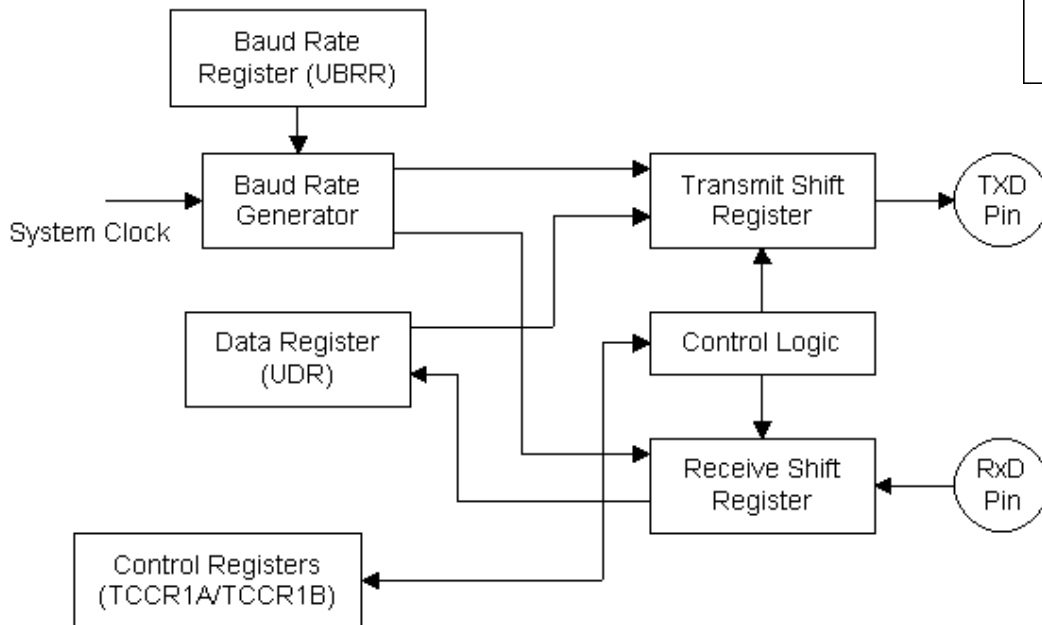 Baud Rate
Register (UBRR)
Baud Rate
Generator
System Clock
Transmit Shift
Register
TXD
Pin
Data Register
(UDR)
Control Logic
Receive Shift
Register
RxD
Pin
Control Registers
(TCCR1A/TCCR1B)